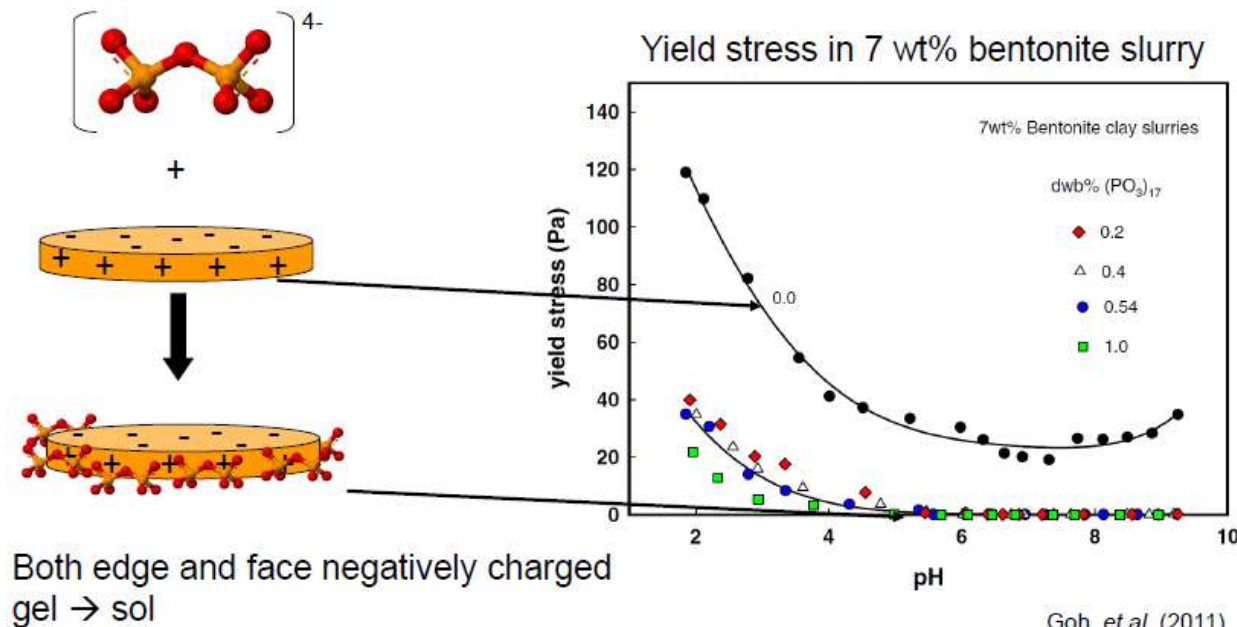 4-
+
- - - - - - - -
+ + + + +
- - - - - - - -
+ + + +
Both edge and face negatively charged
gel → sol
Yield stress in 7 wt% bentonite slurry
7wt% Bentonite clay slurries
dwb% (PO₃)₁₇
0.2
0.4
0.54
1.0
0.0
yield stress (Pa)
140
120
100
80
60
40
20
0
2 4 6 8 10
pH
Goh, et al. (2011)